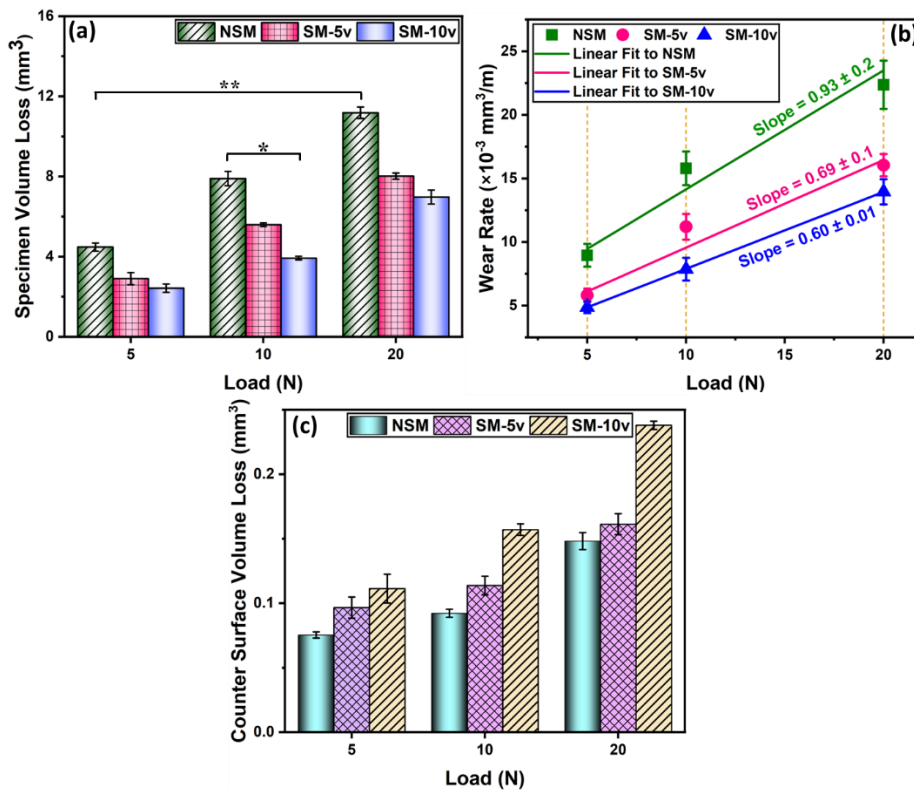 (a)
NSM SM-5v SM-10v
**
*
Specimen Volume Loss (mm³)
16
12
8
4
0
5 10 20
Load (N)
(b)
NSM SM-5v SM-10v
Linear Fit to NSM
Linear Fit to SM-5v
Linear Fit to SM-10v
Slope = 0.93 ± 0.2
Slope = 0.69 ± 0.1
Slope = 0.60 ± 0.01
Wear Rate (×10⁻³ mm³/m)
25
20
15
10
5
5 10 15 20
Load (N)
(c)
NSM SM-5v SM-10v
Counter Surface Volume Loss (mm³)
0.2
0.1
0.0
5 10 20
Load (N)